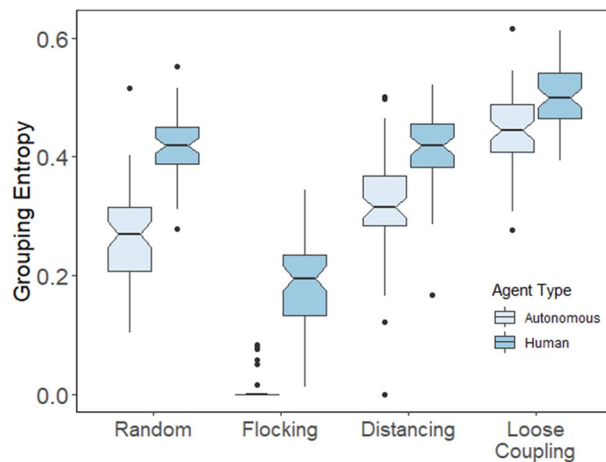 Grouping Entropy
0.6
0.4
0.2
0.0
Agent Type
Autonomous
Human
Random Flocking Distancing Loose
Coupling